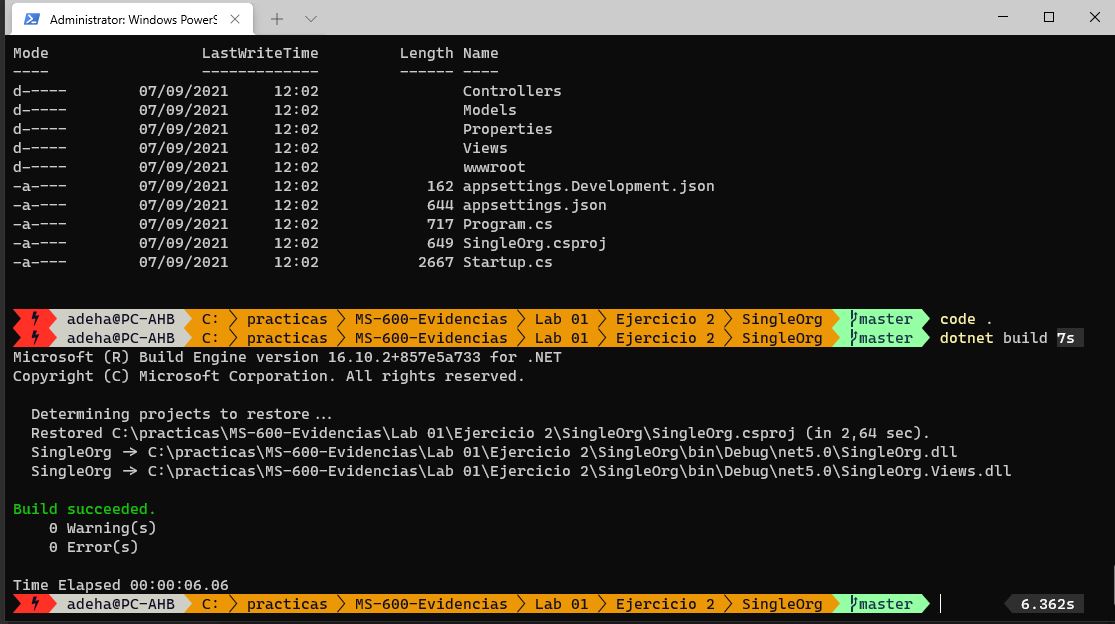 Administrator: Windows PowerS
Mode LastWriteTime Length Name
---- ------------- ------ ----
d----- 07/09/2021 12:02 Controllers
d----- 07/09/2021 12:02 Models
d----- 07/09/2021 12:02 Properties
d----- 07/09/2021 12:02 Views
d----- 07/09/2021 12:02 wwwroot
-a---- 07/09/2021 12:02 162 appsettings.Development.json
-a---- 07/09/2021 12:02 644 appsettings.json
-a---- 07/09/2021 12:02 717 Program.cs
-a---- 07/09/2021 12:02 649 SingleOrg.csproj
-a---- 07/09/2021 12:02 2667 Startup.cs
adeha@PC-AHB C: practicas MS-600-Evidencias Lab 01 Ejercicio 2 SingleOrg master code .
adeha@PC-AHB C: practicas MS-600-Evidencias Lab 01 Ejercicio 2 SingleOrg master dotnet build 7s
Microsoft (R) Build Engine version 16.10.2+857e5a733 for .NET
Copyright (C) Microsoft Corporation. All rights reserved.
Determining projects to restore...
Restored C:\practicas\MS-600-Evidencias\Lab 01\Ejercicio 2\SingleOrg\SingleOrg.csproj (in 2,64 sec).
SingleOrg -> C:\practicas\MS-600-Evidencias\Lab 01\Ejercicio 2\SingleOrg\bin\Debug\net5.0\SingleOrg.dll
SingleOrg -> C:\practicas\MS-600-Evidencias\Lab 01\Ejercicio 2\SingleOrg\bin\Debug\net5.0\SingleOrg.Views.dll
Build succeeded.
0 Warning(s)
0 Error(s)
Time Elapsed 00:00:06.06
adeha@PC-AHB C: practicas MS-600-Evidencias Lab 01 Ejercicio 2 SingleOrg master 6.362s